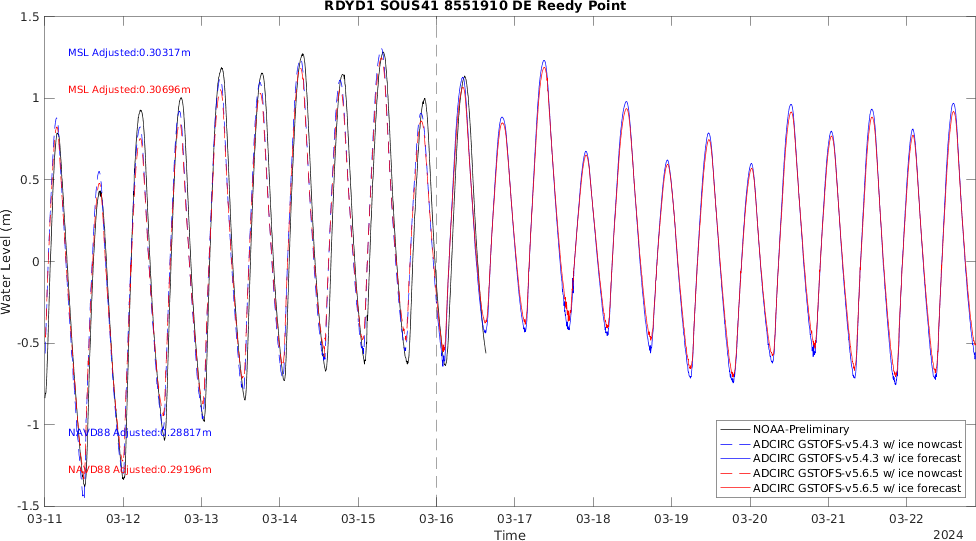 RDYD1 SOUS41 8551910 DE Reedy Point
1.5
1
0.5
0
-0.5
-1
-1.5
Water Level (m)
MSL Adjusted:0.30317m
MSL Adjusted:0.30696m
NAVD88 Adjusted:0.28817m
NAVD88 Adjusted:0.29196m
NOAA-Preliminary
ADCIRC GSTOFS-v5.4.3 w/ ice nowcast
ADCIRC GSTOFS-v5.4.3 w/ ice forecast
ADCIRC GSTOFS-v5.6.5 w/ ice nowcast
ADCIRC GSTOFS-v5.6.5 w/ ice forecast
03-11 03-12 03-13 03-14 03-15 03-16 03-17 03-18 03-19 03-20 03-21 03-22
Time
2024